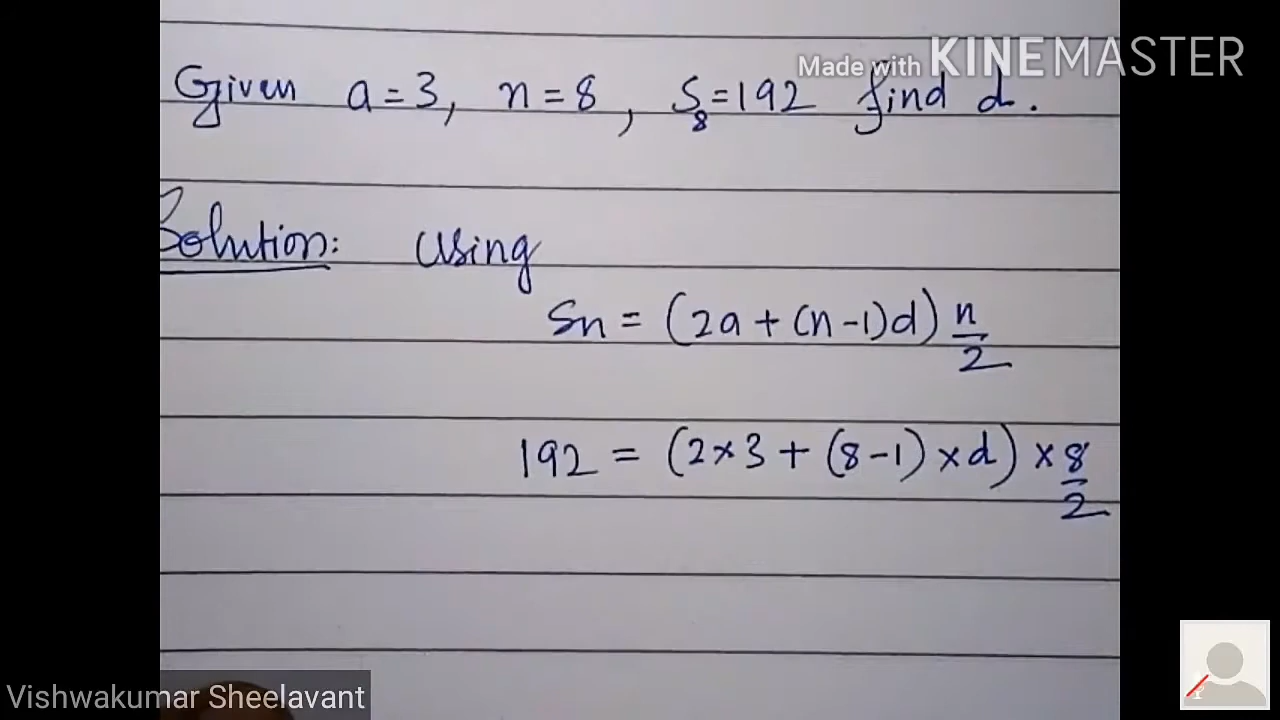 Made with KINEMASTER
Given a=3, n=8, S₈=192 find d.
Solution: Using
Sn = (2a + (n-1)d) n/2
192 = (2×3 + (8-1)×d) × 8/2
Vishwakumar Sheelavant